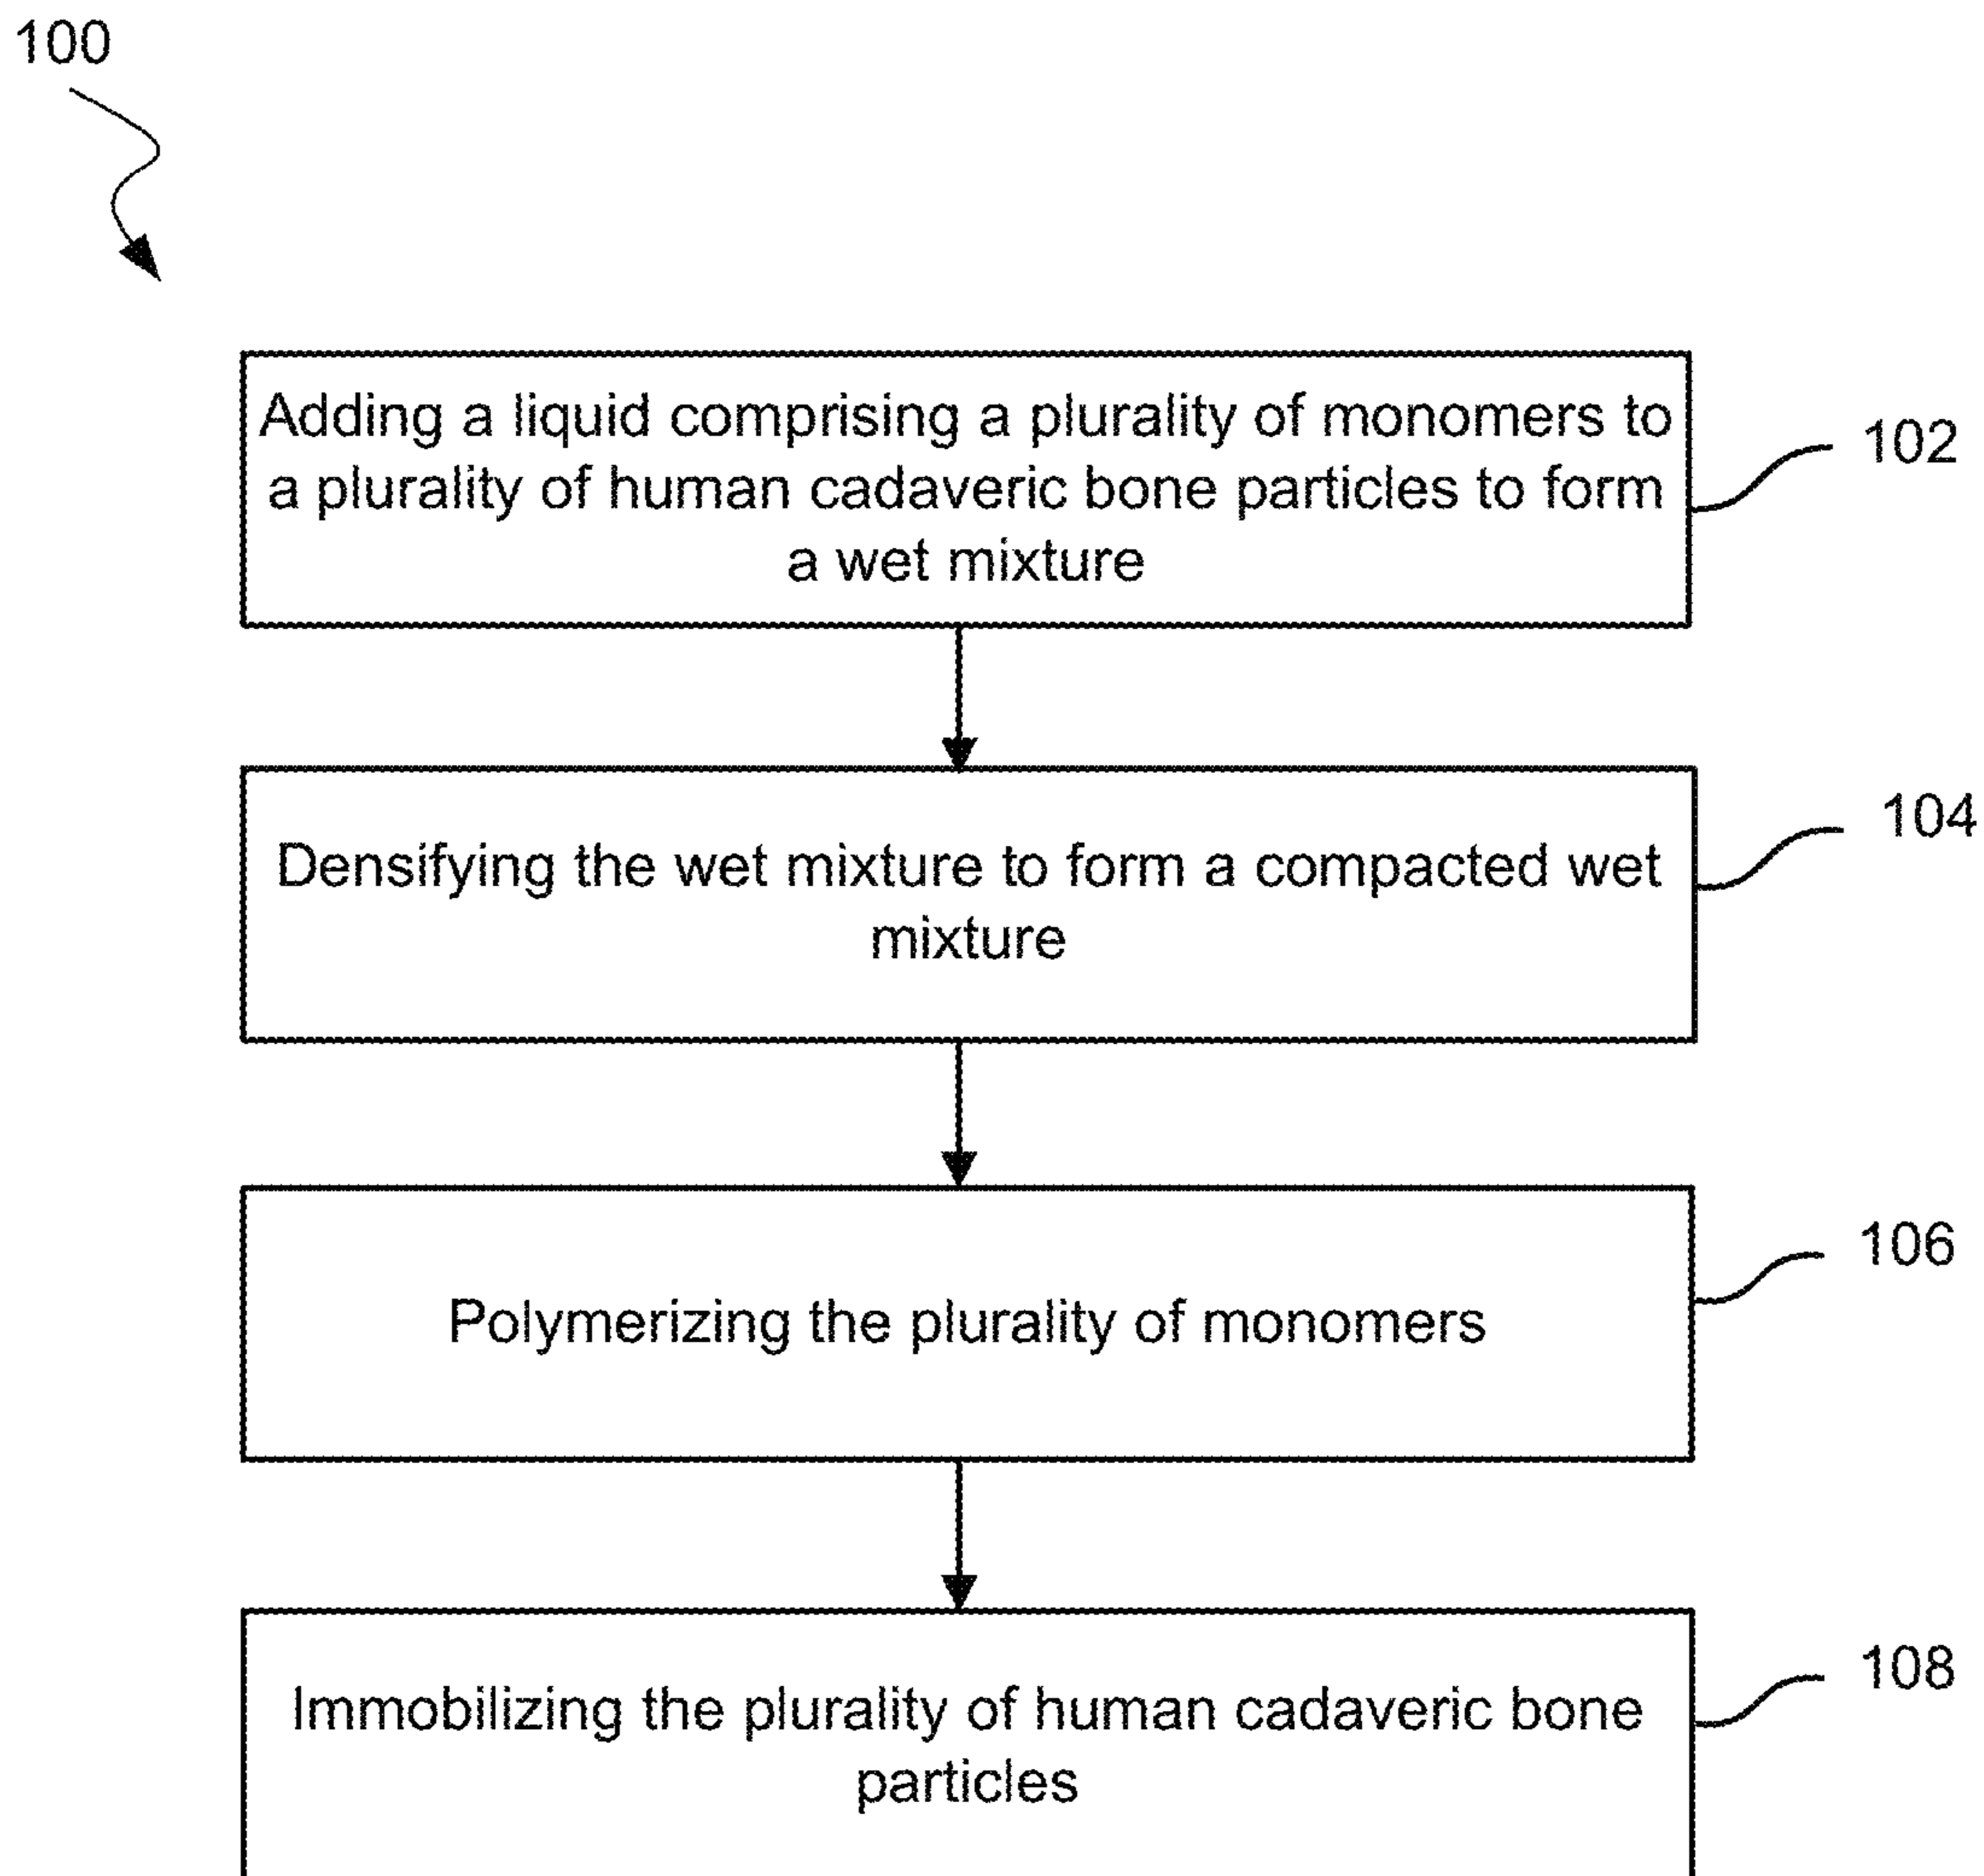 100
Adding a liquid comprising a plurality of monomers to
a plurality of human cadaveric bone particles to form
a wet mixture
102
Densifying the wet mixture to form a compacted wet
mixture
104
Polymerizing the plurality of monomers
106
Immobilizing the plurality of human cadaveric bone
particles
108